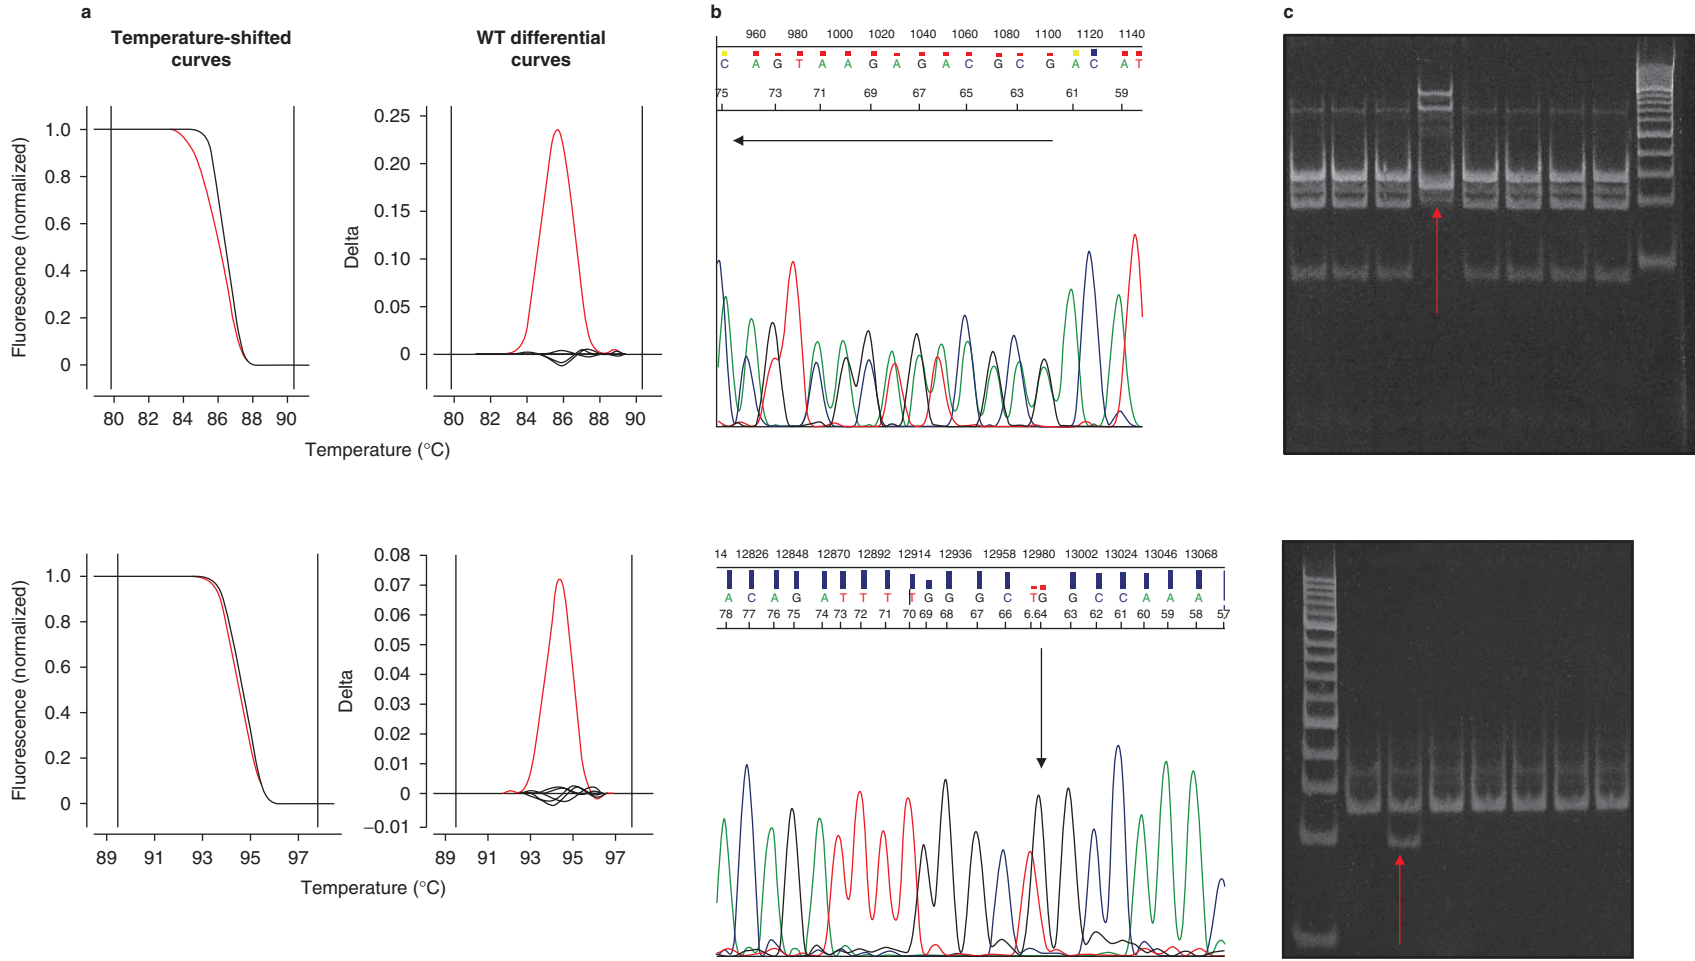 a
Temperature-shifted
curves
WT differential
curves
Fluorescence (normalized)
1.0
0.8
0.6
0.4
0.2
0
80 82 84 86 88 90
Delta
0.25
0.20
0.15
0.10
0.05
0
80 82 84 86 88 90
Temperature (°C)
b
960 980 1000 1020 1040 1060 1080 1100 1120 1140
C A G T A A G A G A C G C G A C A T
75 73 71 69 67 65 63 61 59
c
Fluorescence (normalized)
1.0
0.8
0.6
0.4
0.2
0
89 91 93 95 97
Delta
0.08
0.07
0.06
0.05
0.04
0.03
0.02
0.01
0
–0.01
89 91 93 95 97
Temperature (°C)
14 12826 12848 12870 12892 12914 12936 12958 12980 13002 13024 13046 13068
A C A G A T T T T G G G C T G G C C A A A
78 77 76 75 74 73 72 71 70 69 68 67 66 6.64 63 62 61 60 59 58 57